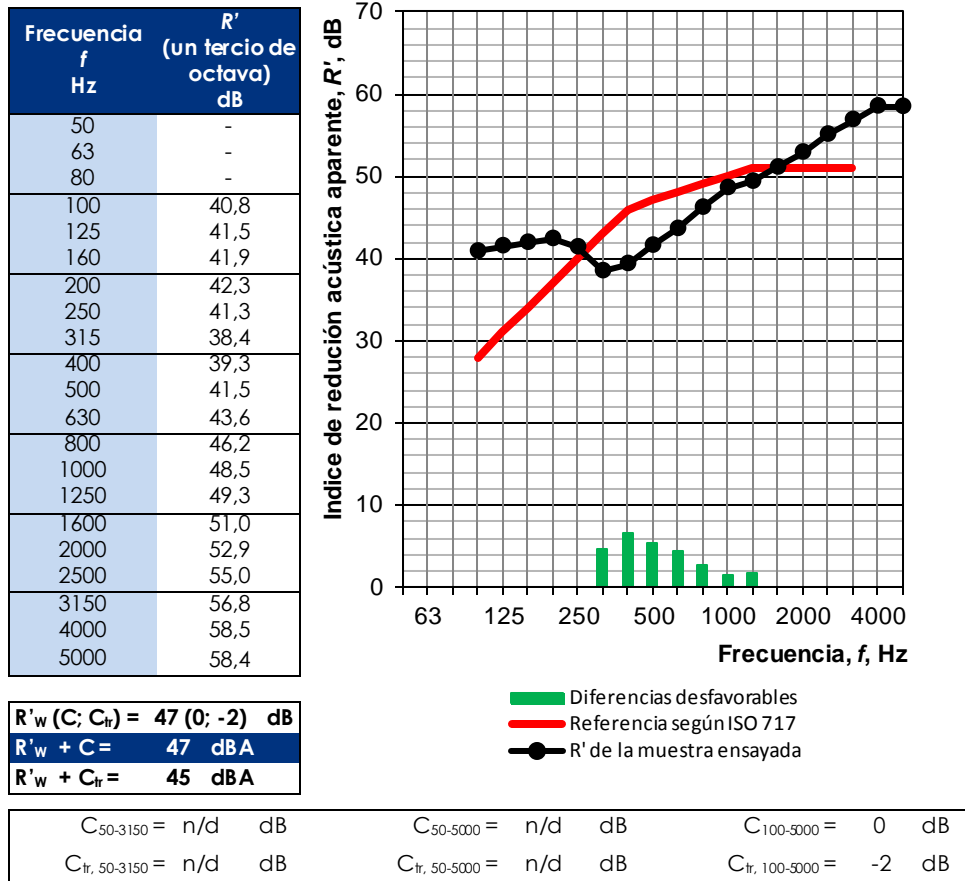 Frecuencia f Hz
R' (un tercio de octava) dB
50 -
63 -
80 -
100 40,8
125 41,5
160 41,9
200 42,3
250 41,3
315 38,4
400 39,3
500 41,5
630 43,6
800 46,2
1000 48,5
1250 49,3
1600 51,0
2000 52,9
2500 55,0
3150 56,8
4000 58,5
5000 58,4
R'w (C; Ctr) = 47 (0; -2) dB
R'w + C = 47 dBA
R'w + Ctr = 45 dBA
Indice de redución acústica aparente, R', dB
70
60
50
40
30
20
10
0
63 125 250 500 1000 2000 4000
Frecuencia, f, Hz
Diferencias desfavorables
Referencia según ISO 717
R' de la muestra ensayada
C50-3150 = n/d dB C50-5000 = n/d dB C100-5000 = 0 dB
Ctr, 50-3150 = n/d dB Ctr, 50-5000 = n/d dB Ctr, 100-5000 = -2 dB